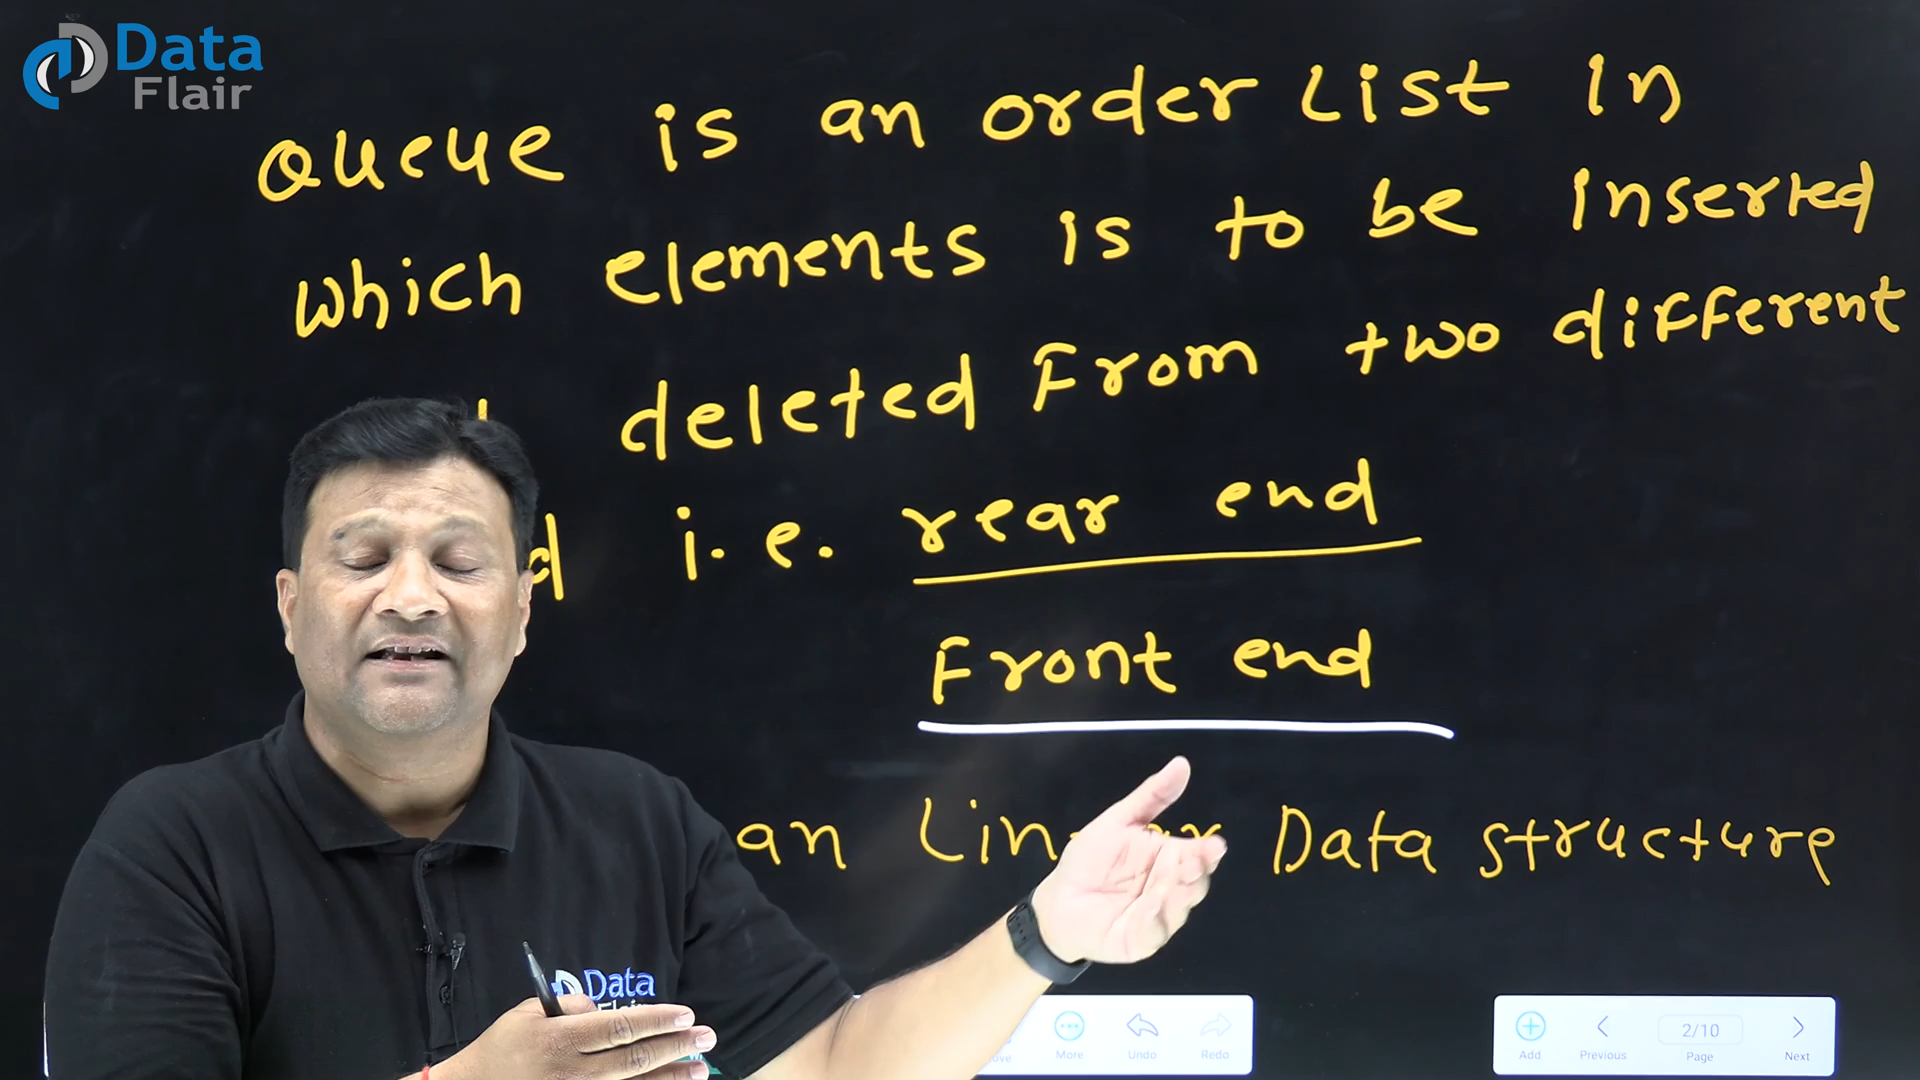 Data
Flair
Queue is an order List in
which elements is to be inserted
deleted From two different
i.e. rear end
Front end
an Data structure
Data
More Undo Redo
Add Previous 2/10 Page Next